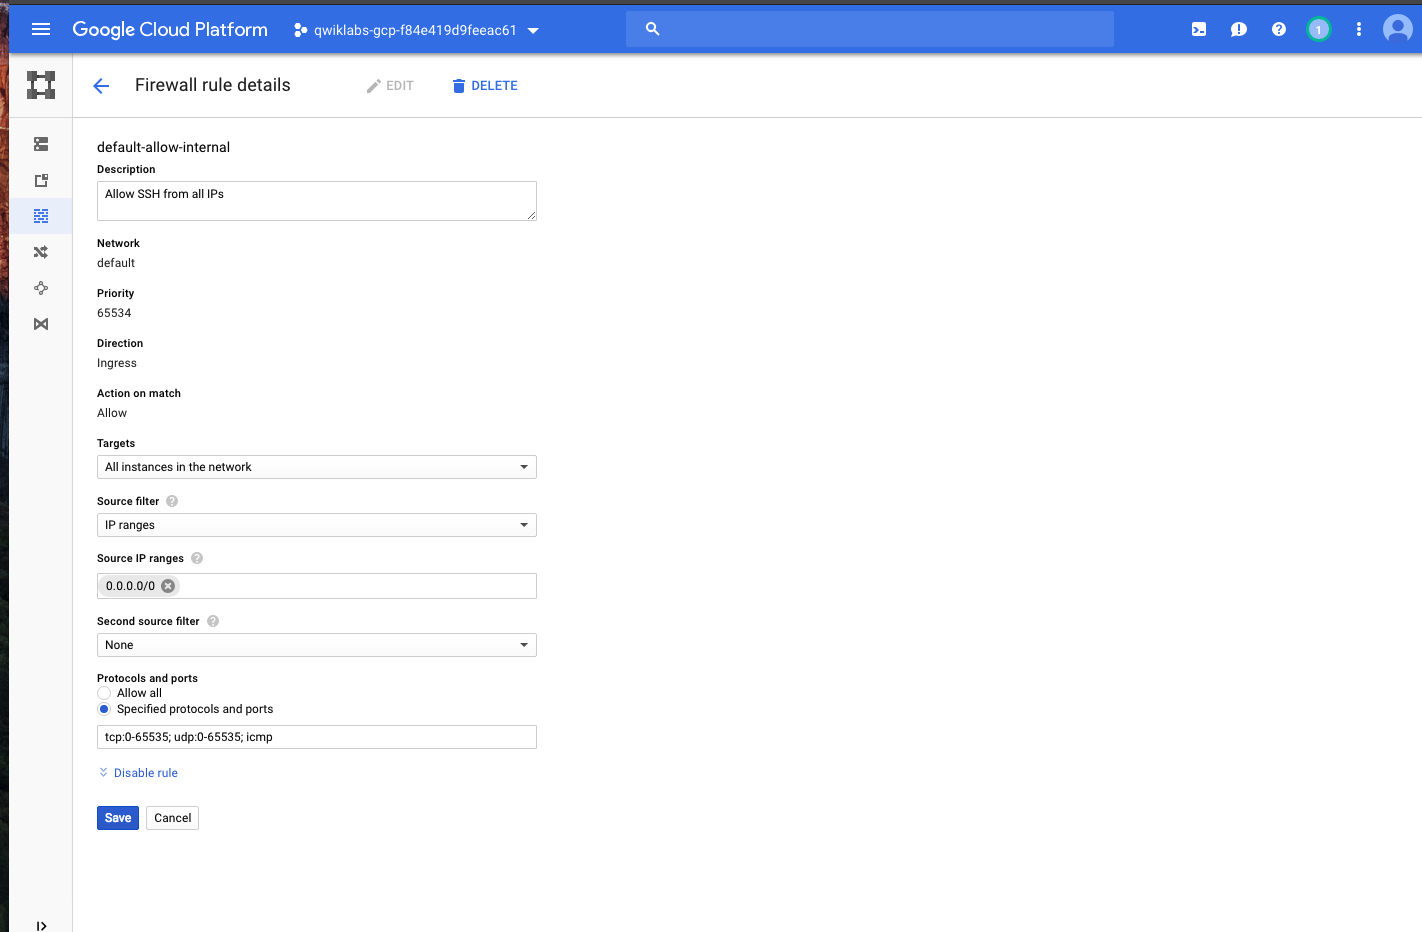 Google Cloud Platform
qwiklabs-gcp-f84e419d9feeac61
1
Firewall rule details
EDIT
DELETE
default-allow-internal
Description
Allow SSH from all IPs
Network
default
Priority
65534
Direction
Ingress
Action on match
Allow
Targets
All instances in the network
Source filter ?
IP ranges
Source IP ranges ?
0.0.0.0/0
Second source filter ?
None
Protocols and ports
Allow all
Specified protocols and ports
tcp:0-65535; udp:0-65535; icmp
Disable rule
Save
Cancel